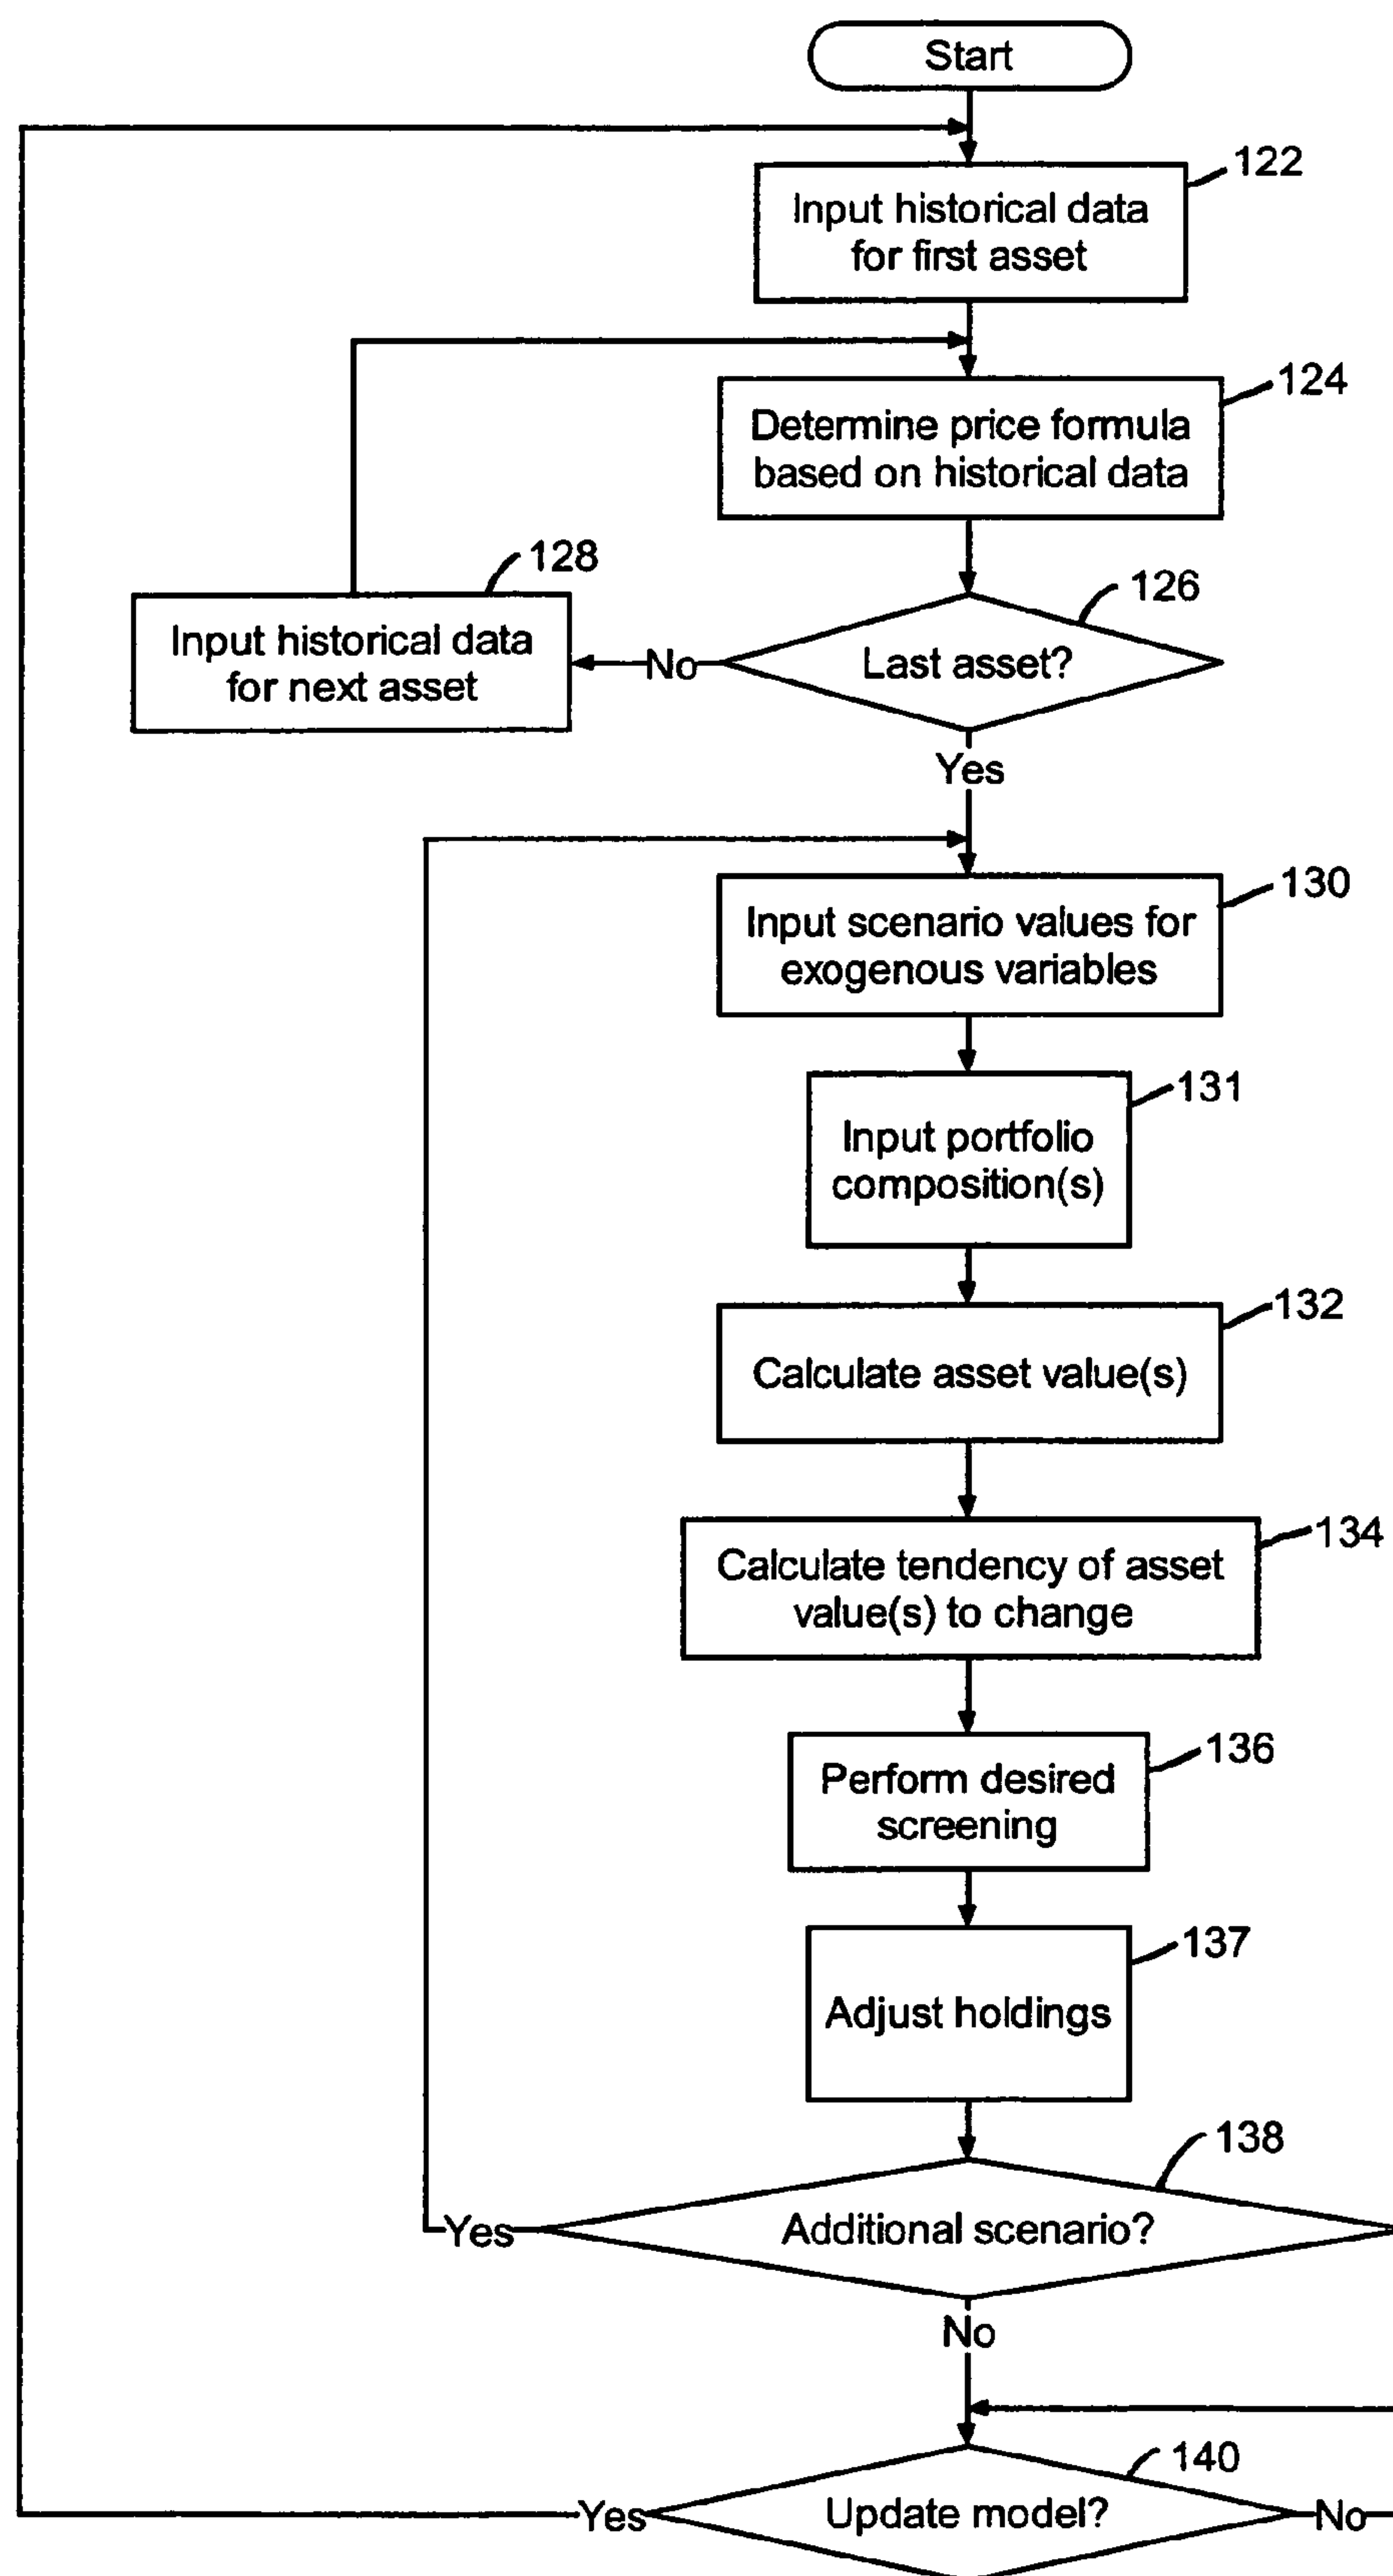 Start
122
Input historical data
for first asset
124
Determine price formula
based on historical data
128
126
Input historical data
for next asset
No
Last asset?
Yes
130
Input scenario values for
exogenous variables
131
Input portfolio
composition(s)
132
Calculate asset value(s)
134
Calculate tendency of asset
value(s) to change
136
Perform desired
screening
137
Adjust holdings
138
Yes
Additional scenario?
No
140
Yes
Update model?
No